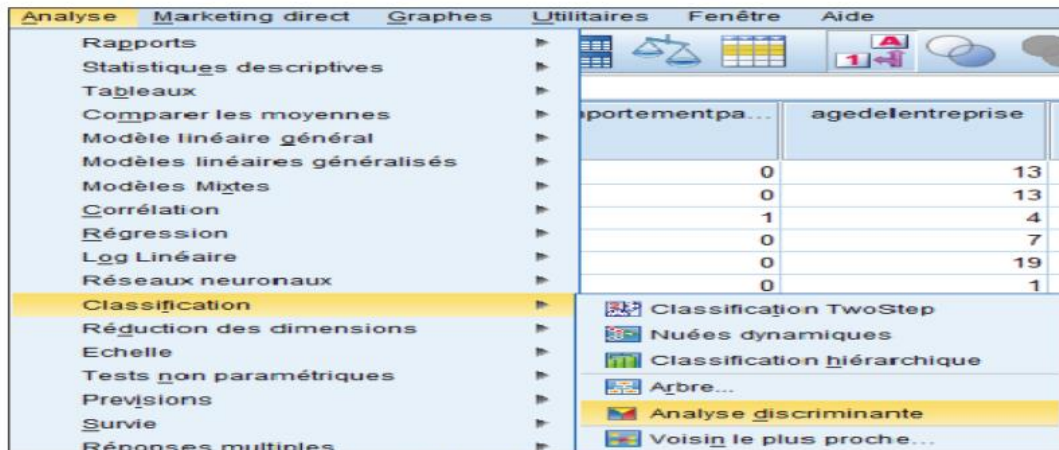 Analyse Marketing direct Graphes Utilitaires Fenêtre Aide
Rapports
Statistiques descriptives
Tableaux
Comparer les moyennes
Modèle linéaire général
Modèles linéaires généralisés
Modèles Mixtes
Corrélation
Régression
Log Linéaire
Réseaux neuronaux
Classification
Réduction des dimensions
Echelle
Tests non paramétriques
Prévisions
Survie
Réponses multiples
A
1
portementpa... agedelentreprise
0 13
0 13
1 4
0 7
0 19
0 1
Classification TwoStep
Nuées dynamiques
Classification hiérarchique
Arbre...
Analyse discriminante
Voisin le plus proche...